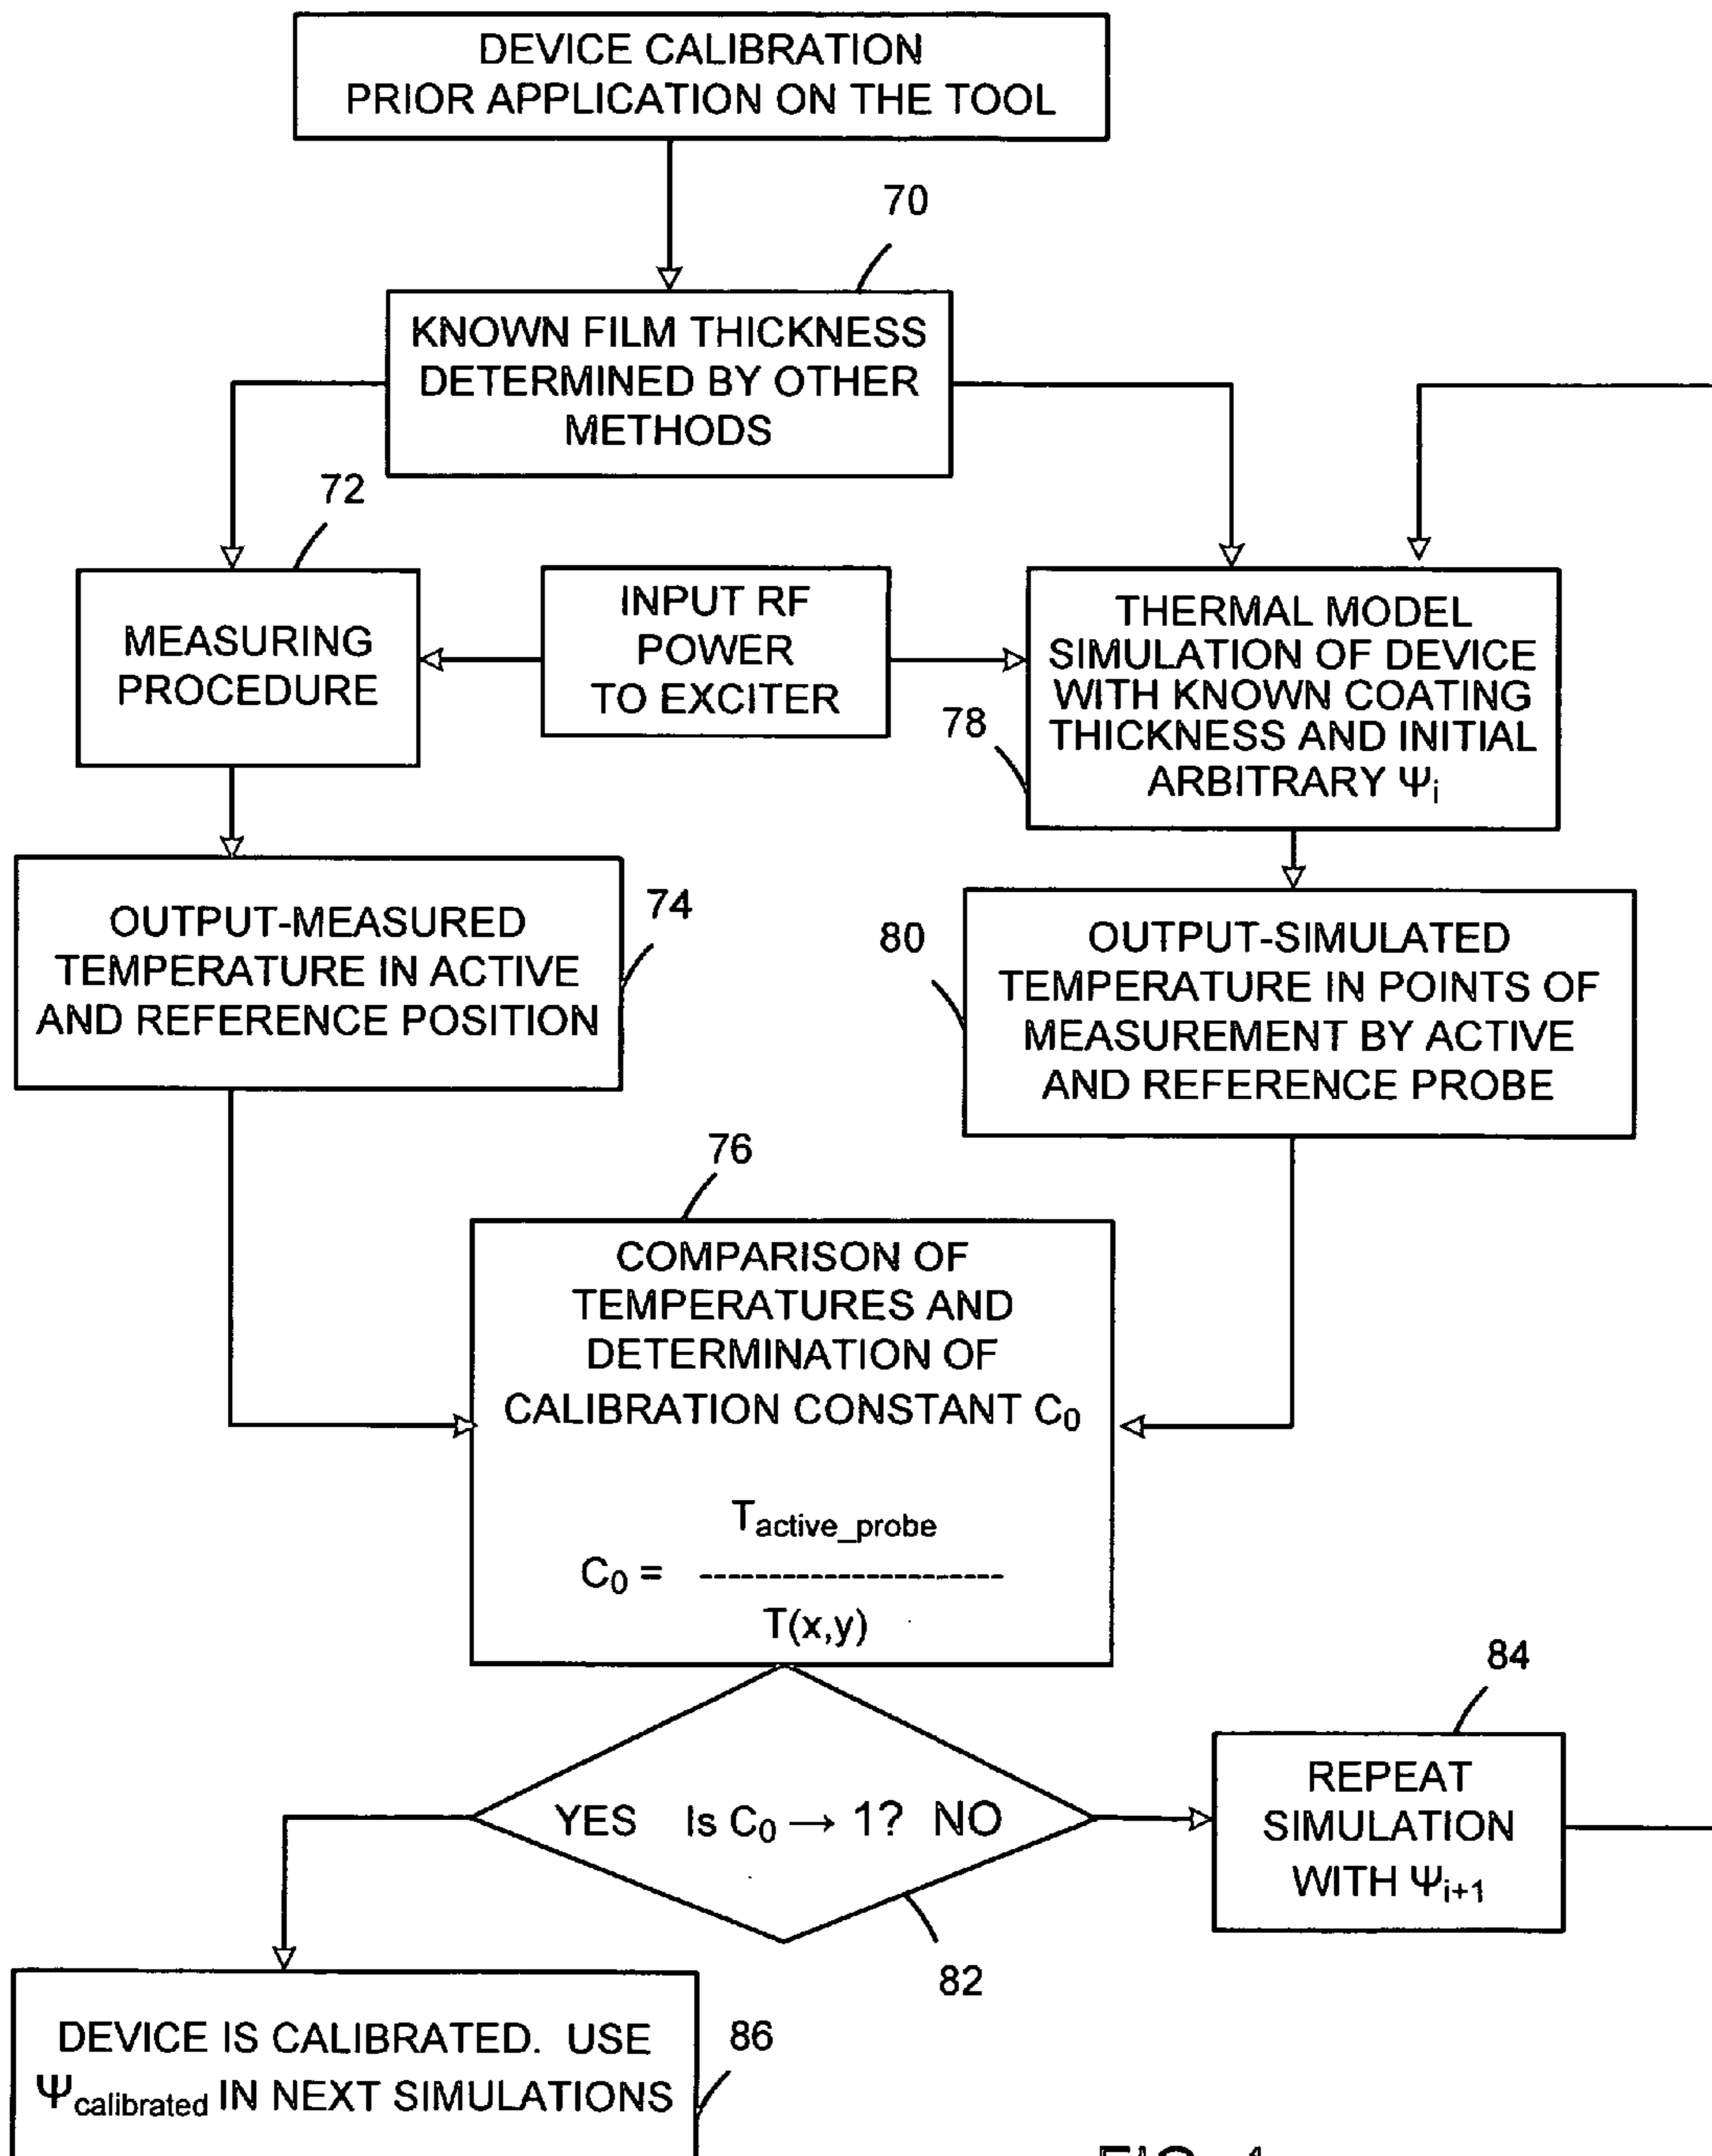 DEVICE CALIBRATION
PRIOR APPLICATION ON THE TOOL
70
KNOWN FILM THICKNESS
DETERMINED BY OTHER
METHODS
72
MEASURING
PROCEDURE
INPUT RF
POWER
TO EXCITER
78
THERMAL MODEL
SIMULATION OF DEVICE
WITH KNOWN COATING
THICKNESS AND INITIAL
ARBITRARY Ψi
OUTPUT-MEASURED
TEMPERATURE IN ACTIVE
AND REFERENCE POSITION
74
80
OUTPUT-SIMULATED
TEMPERATURE IN POINTS OF
MEASUREMENT BY ACTIVE
AND REFERENCE PROBE
76
COMPARISON OF
TEMPERATURES AND
DETERMINATION OF
CALIBRATION CONSTANT C0
Tactive_probe
C0 = -----------------------
T(x,y)
YES Is C0 → 1? NO
82
84
REPEAT
SIMULATION
WITH Ψi+1
DEVICE IS CALIBRATED. USE
Ψcalibrated IN NEXT SIMULATIONS
86